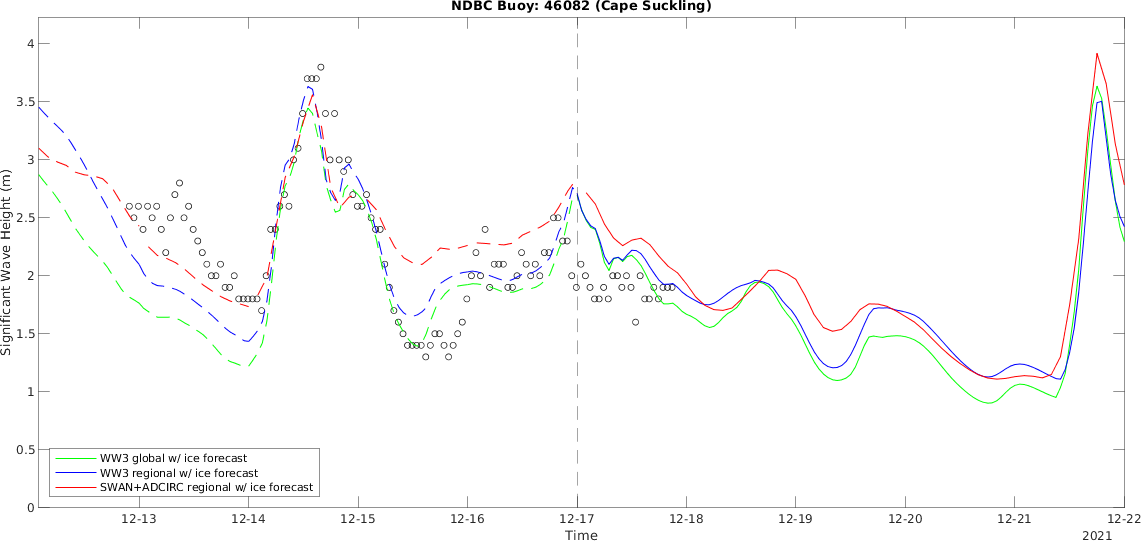 NDBC Buoy: 46082 (Cape Suckling)
Significant Wave Height (m)
4
3.5
3
2.5
2
1.5
1
0.5
0
WW3 global w/ ice forecast
WW3 regional w/ ice forecast
SWAN+ADCIRC regional w/ ice forecast
12-13 12-14 12-15 12-16 12-17 12-18 12-19 12-20 12-21 12-22
Time
2021